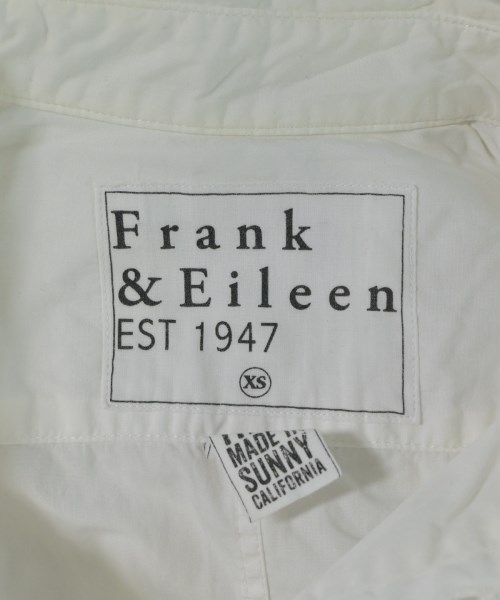 Frank
& Eileen
EST 1947
XS
MADE IN
SUNNY
CALIFORNIA